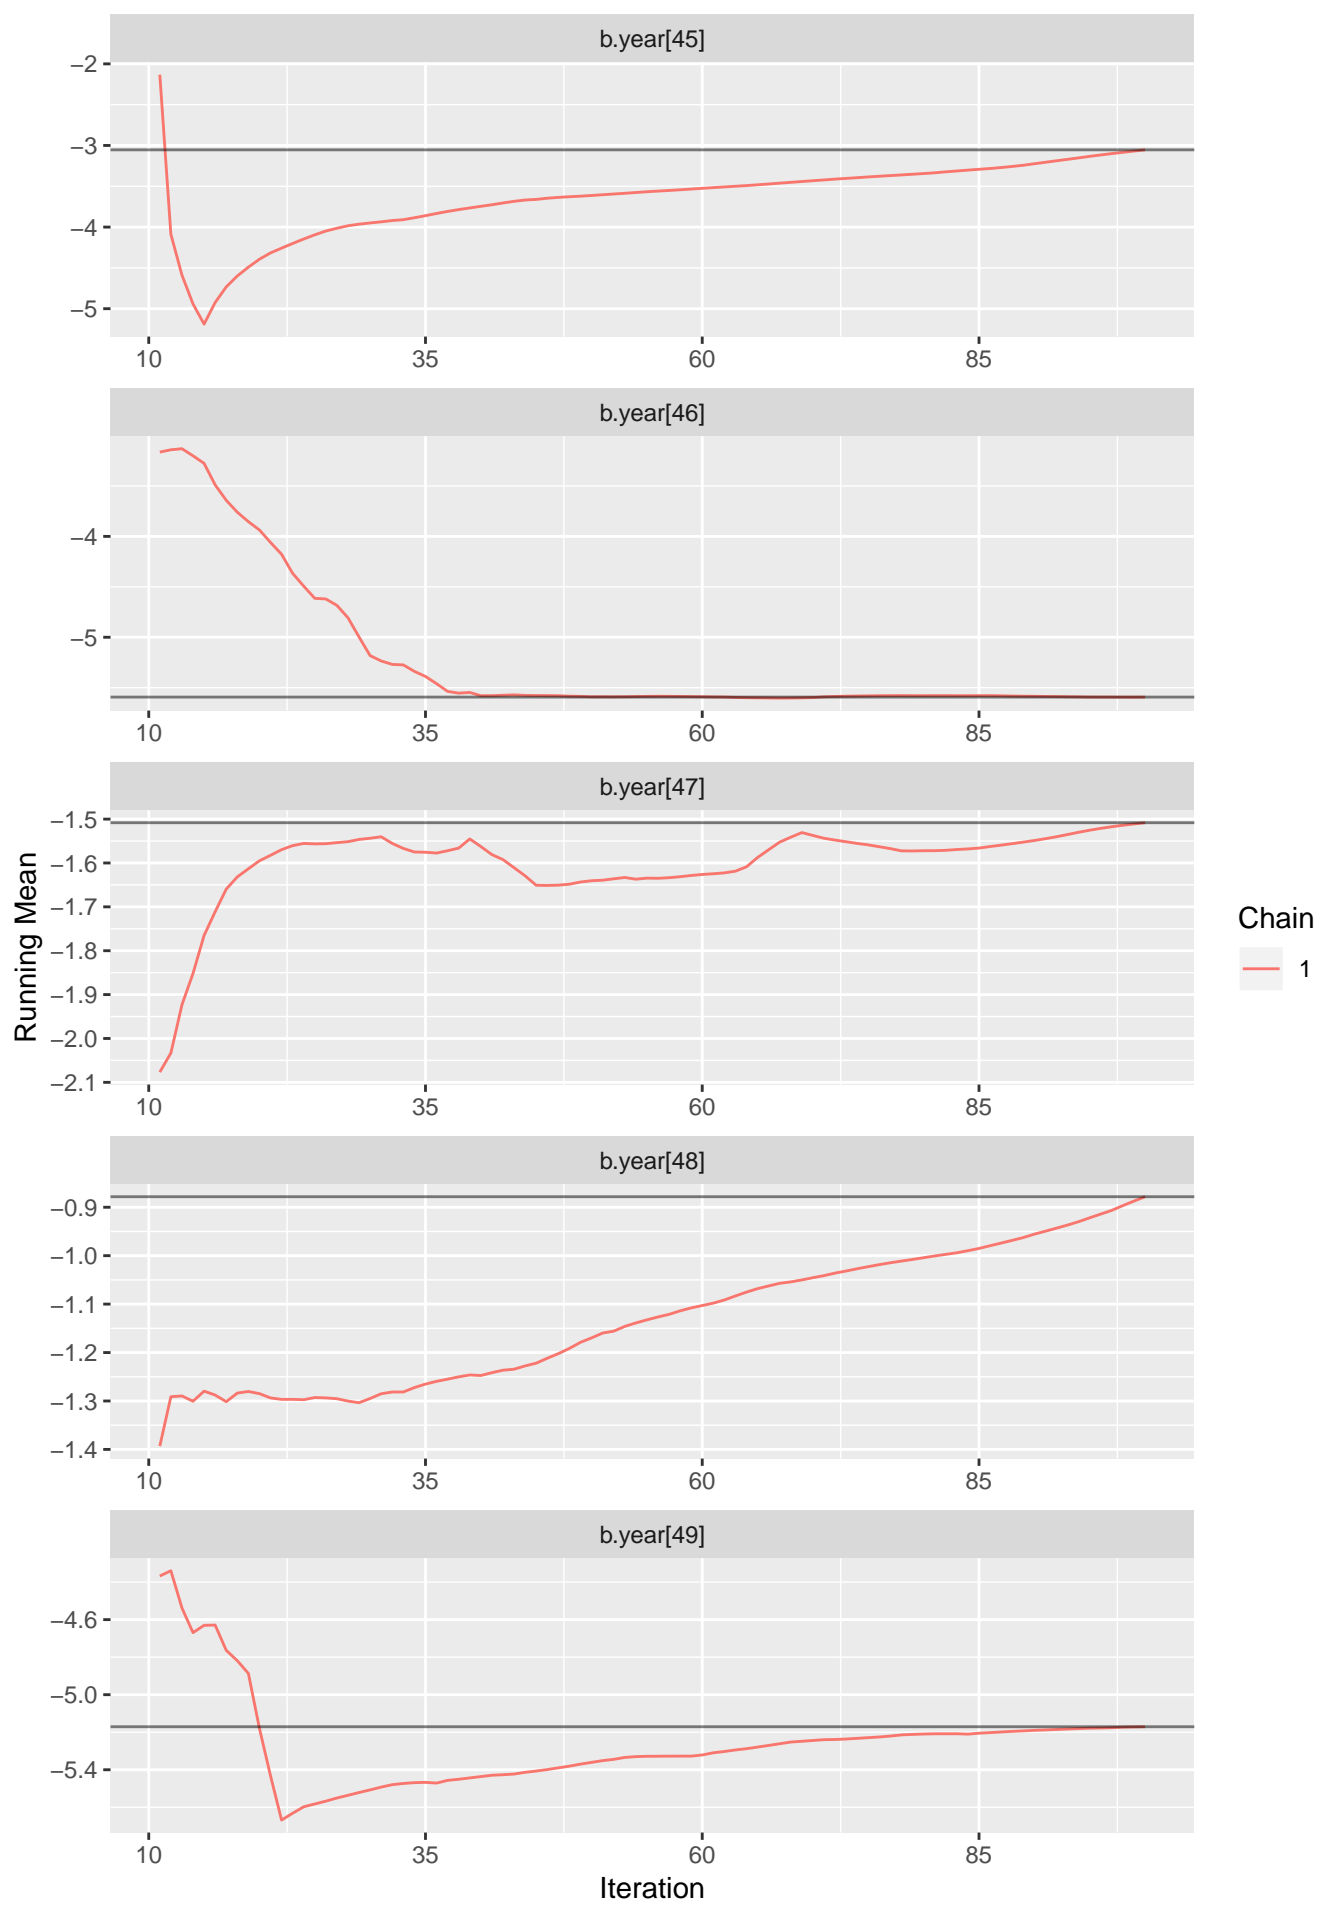 b.year[45]
−2
−3
−4
−5
10 35 60 85
b.year[46]
−4
−5
10 35 60 85
b.year[47]
−1.5
−1.6
−1.7
−1.8
−1.9
−2.0
−2.1
10 35 60 85
Running Mean
Chain
1
b.year[48]
−0.9
−1.0
−1.1
−1.2
−1.3
−1.4
10 35 60 85
b.year[49]
−4.6
−5.0
−5.4
10 35 60 85
Iteration